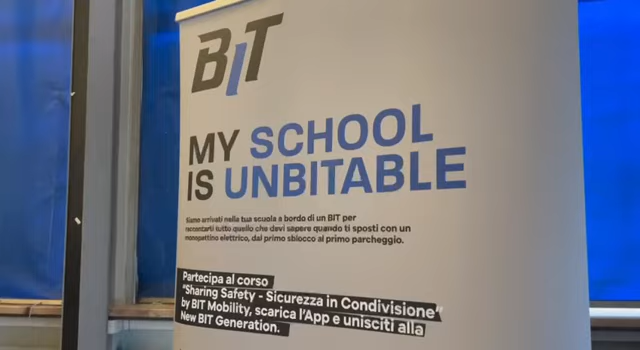 BIT
MY SCHOOL
IS UNBITABLE
Siamo arrivati nella tua scuola a bordo di un BIT per
raccontarti tutto quello che devi sapere quando ti sposti con un
monopattino elettrico, dal primo sblocco al primo parcheggio.
Partecipa al corso
"Sharing Safety - Sicurezza in Condivisione"
by BIT Mobility, scarica l'App e unisciti alla
New BIT Generation.